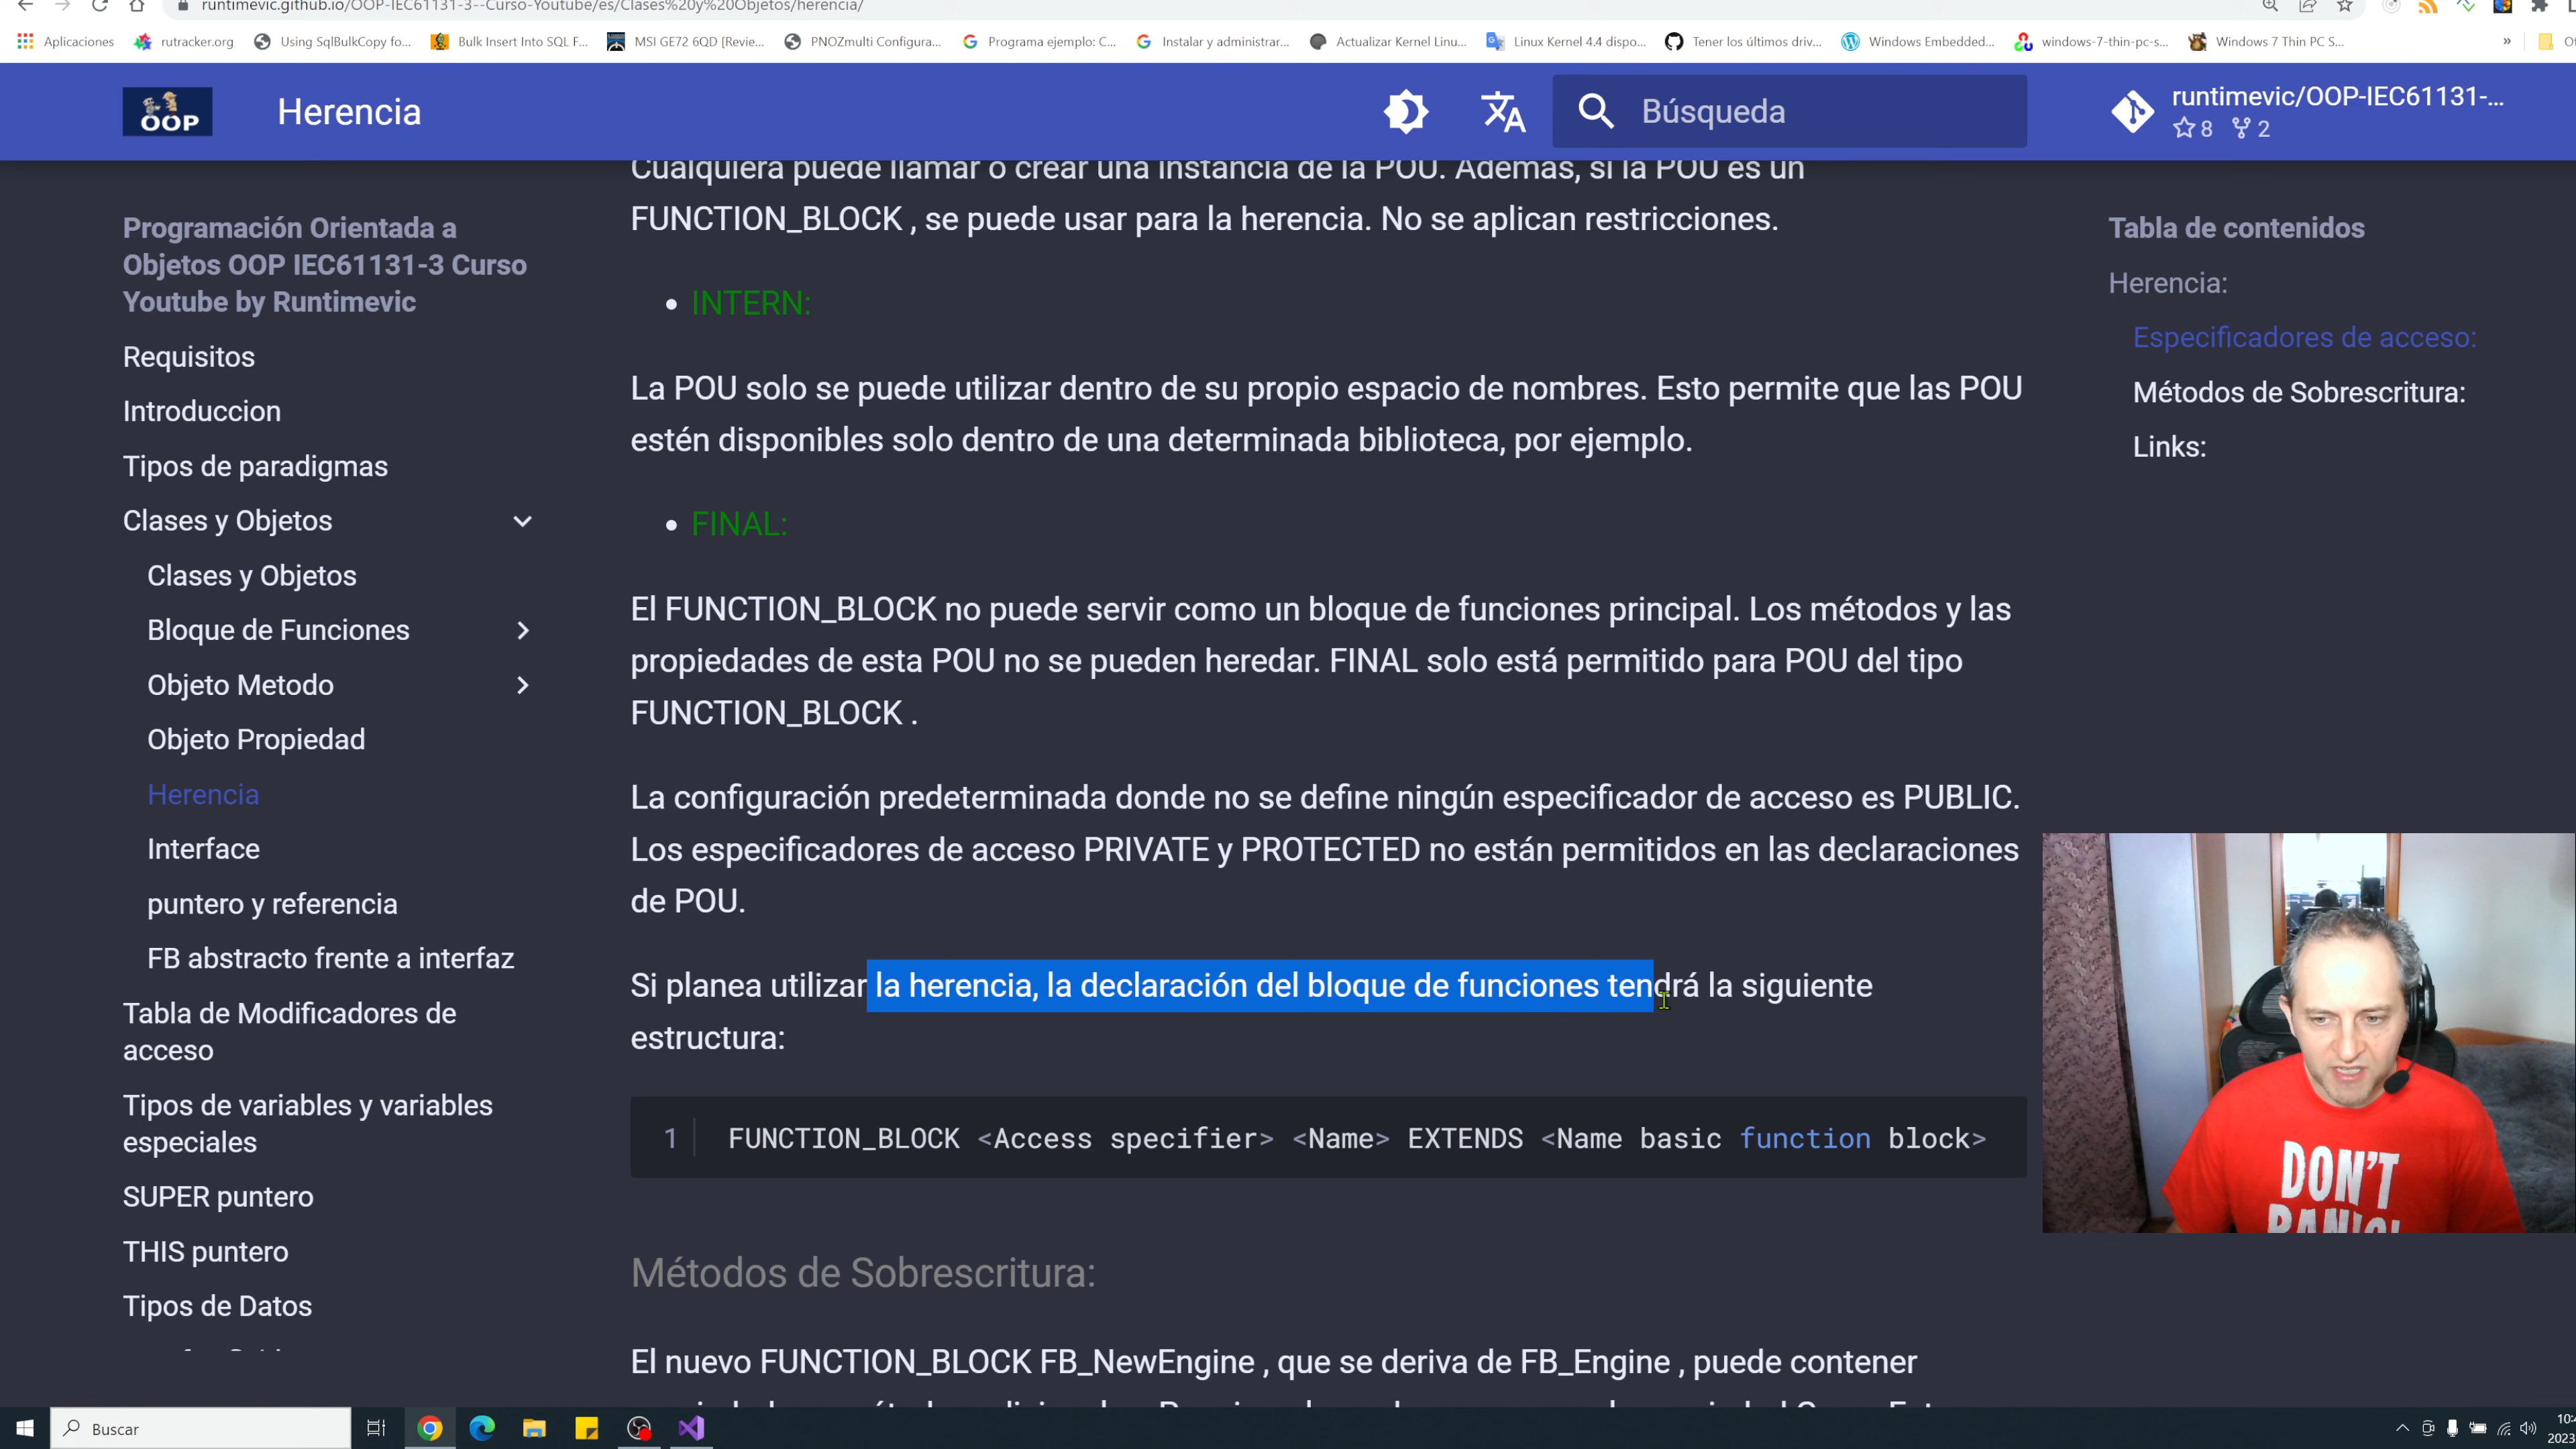 runtimevic.github.io/OOP-IEC61131-3--Curso-Youtube/es/Clases%20y%20Objetos/herencia/
Aplicaciones
rutracker.org
Using SqlBulkCopy fo...
Bulk Insert Into SQL F...
MSI GE72 6QD [Revie...
PNOZmulti Configura...
Programa ejemplo: C...
Instalar y administrar...
Actualizar Kernel Linu...
Linux Kernel 4.4 dispo...
Tener los últimos driv...
Windows Embedded...
windows-7-thin-pc-s...
Windows 7 Thin PC S...
»
OOP
Herencia
Búsqueda
runtimevic/OOP-IEC61131-...
8 2
Programación Orientada a
Objetos OOP IEC61131-3 Curso
Youtube by Runtimevic
Requisitos
Introduccion
Tipos de paradigmas
Clases y Objetos
Clases y Objetos
Bloque de Funciones
Objeto Metodo
Objeto Propiedad
Herencia
Interface
puntero y referencia
FB abstracto frente a interfaz
Tabla de Modificadores de
acceso
Tipos de variables y variables
especiales
SUPER puntero
THIS puntero
Tipos de Datos
Cualquiera puede llamar o crear una instancia de la POU. Además, si la POU es un
FUNCTION_BLOCK , se puede usar para la herencia. No se aplican restricciones.
• INTERN:
La POU solo se puede utilizar dentro de su propio espacio de nombres. Esto permite que las POU
estén disponibles solo dentro de una determinada biblioteca, por ejemplo.
• FINAL:
El FUNCTION_BLOCK no puede servir como un bloque de funciones principal. Los métodos y las
propiedades de esta POU no se pueden heredar. FINAL solo está permitido para POU del tipo
FUNCTION_BLOCK .
La configuración predeterminada donde no se define ningún especificador de acceso es PUBLIC.
Los especificadores de acceso PRIVATE y PROTECTED no están permitidos en las declaraciones
de POU.
Si planea utilizar la herencia, la declaración del bloque de funciones tendrá la siguiente
estructura:
1 FUNCTION_BLOCK <Access specifier> <Name> EXTENDS <Name basic function block>
Métodos de Sobrescritura:
El nuevo FUNCTION_BLOCK FB_NewEngine , que se deriva de FB_Engine , puede contener
Tabla de contenidos
Herencia:
Especificadores de acceso:
Métodos de Sobrescritura:
Links:
DON'T
PANIC!
Buscar
10:4
2023